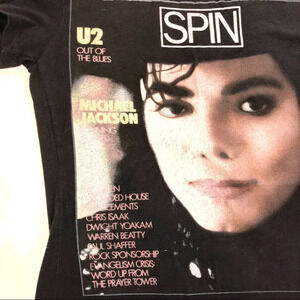 SPIN
U2
OUT OF
THE BLUES
MICHAEL
JACKSON
CHRIS ISAAK
DWIGHT YOAKAM
WARREN BEATTY
PAUL SHAFFER
ROCK SPONSORSHIP
EVANGELISM CRISIS
WORD UP FROM
THE PRAYER TOWER